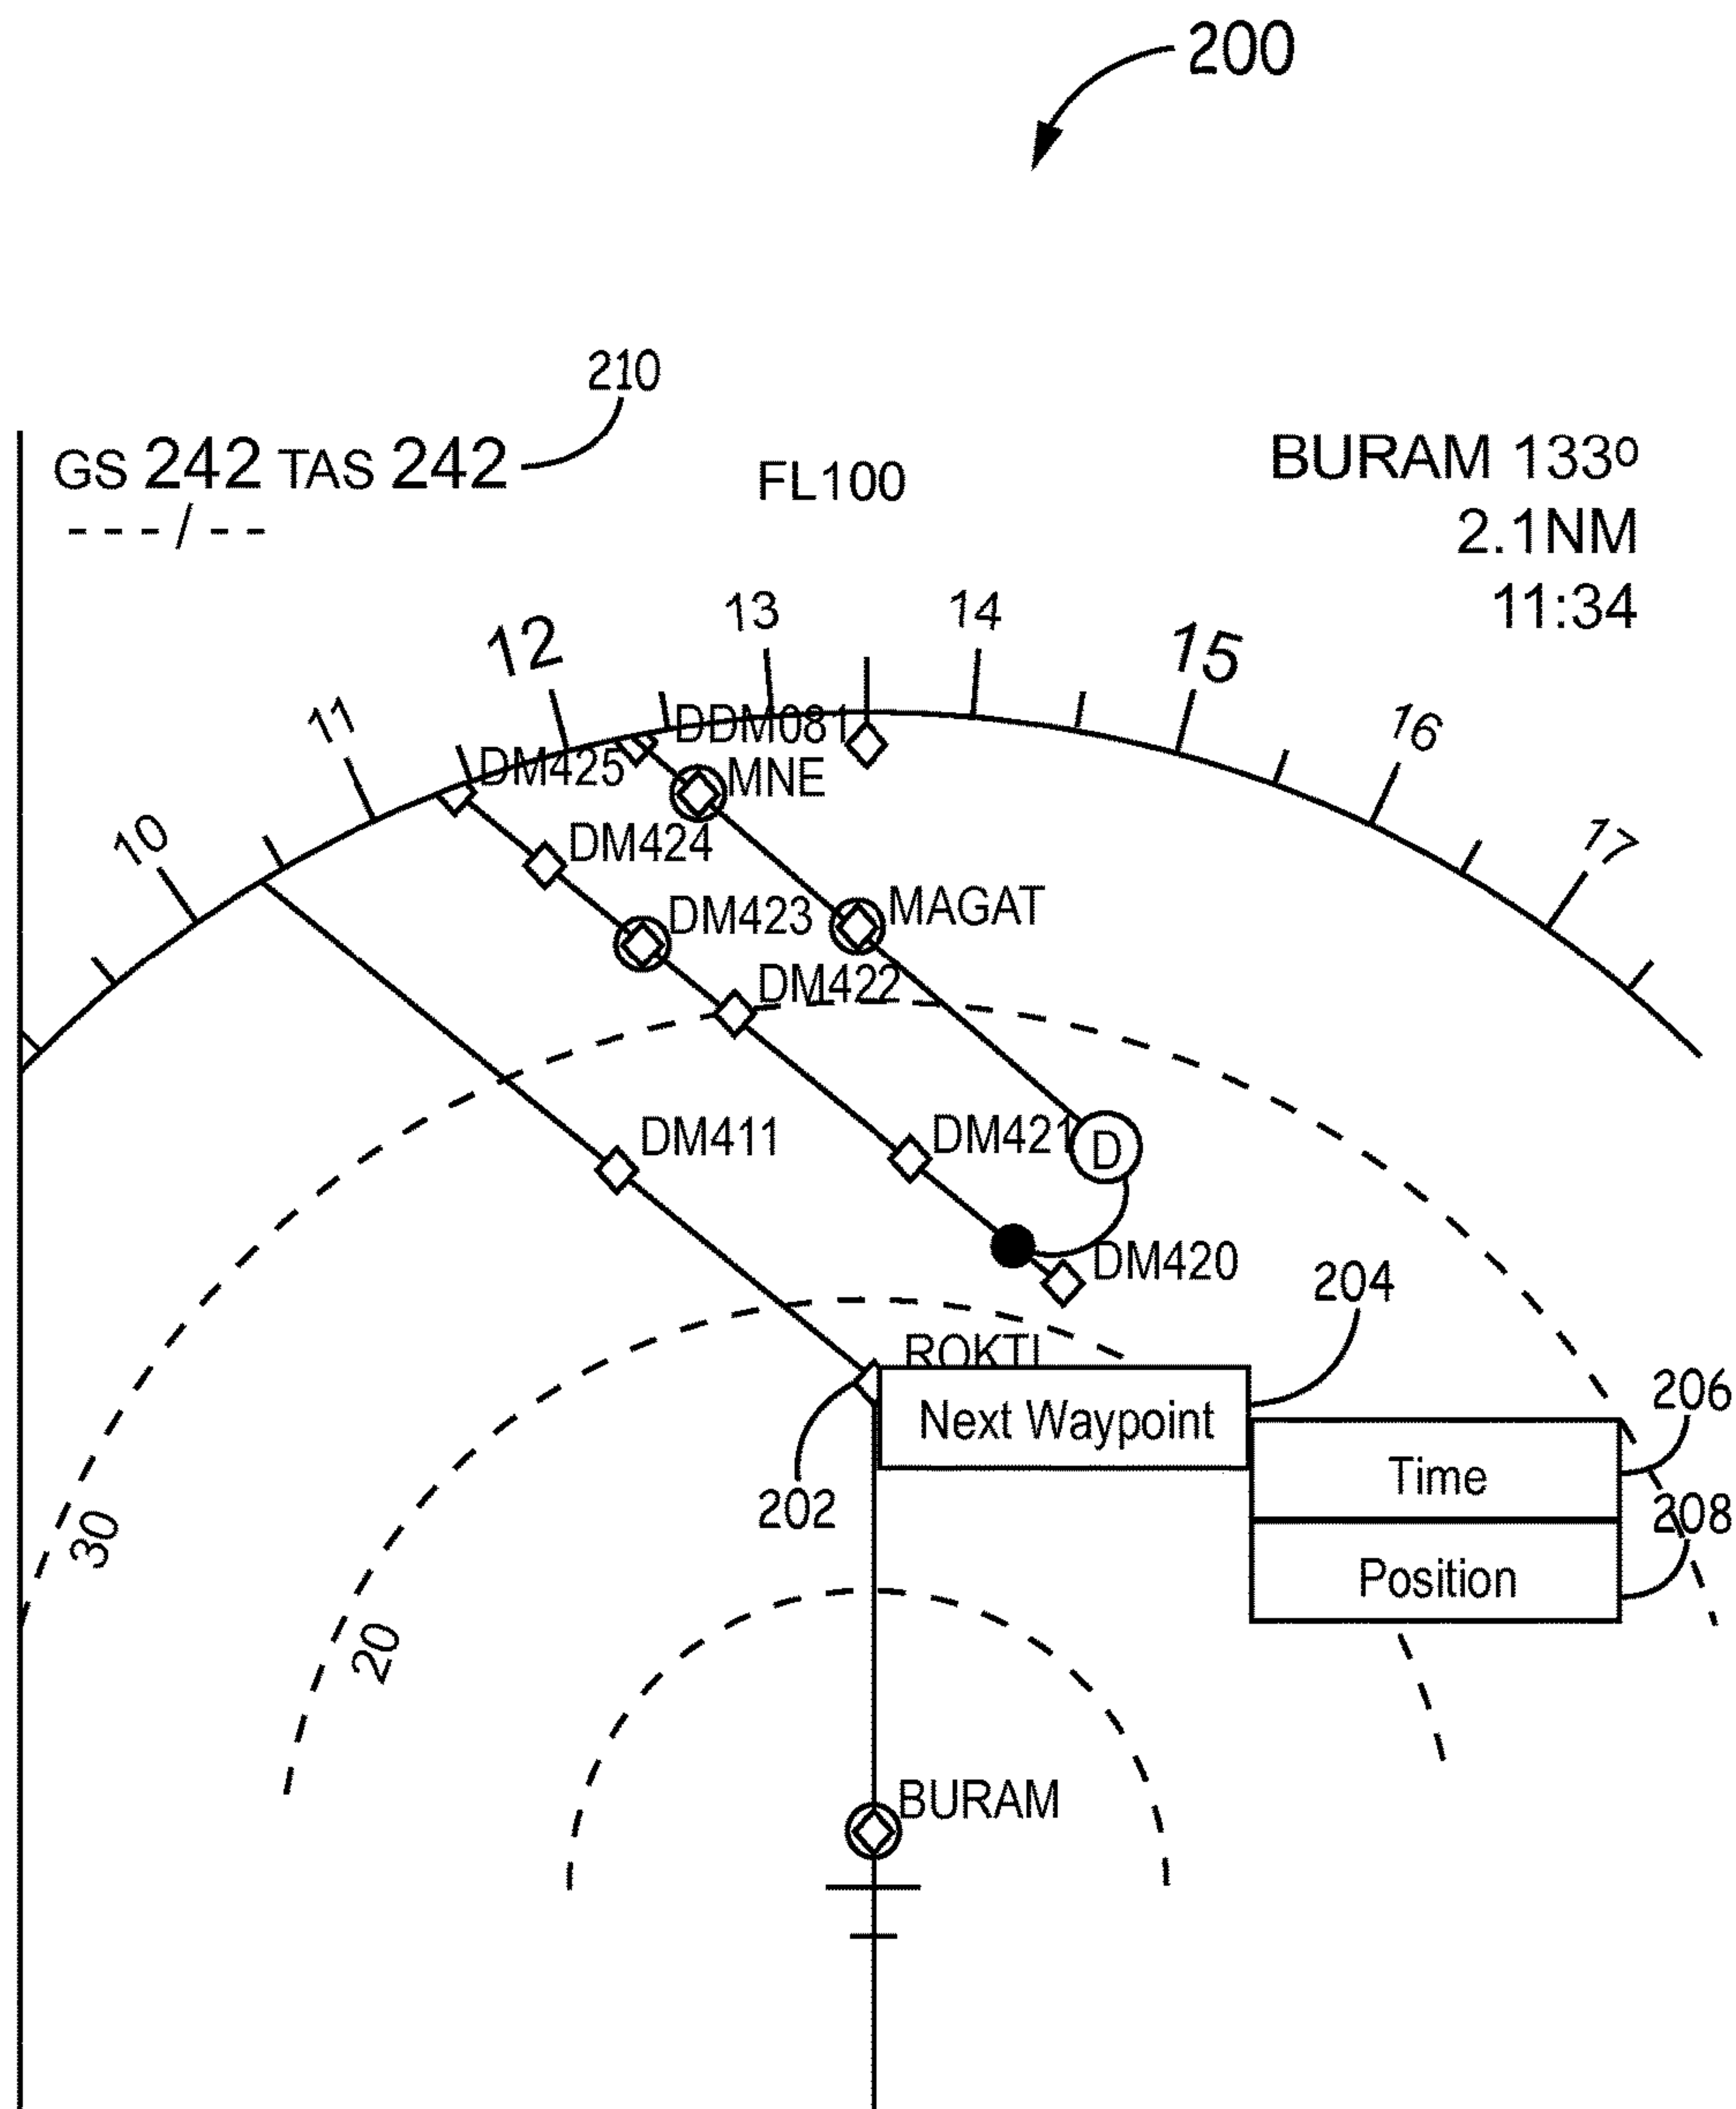 200
210
GS 242 TAS 242
FL100
BURAM 133º
---/--
2.1NM
11:34
10
11
12
13
14
15
16
17
DDM081
DM425
MNE
DM424
MAGAT
DM423
DM422
DM421
DM411
D
DM420
204
ROKTI
206
Next Waypoint
Time
202
208
30
Position
20
BURAM